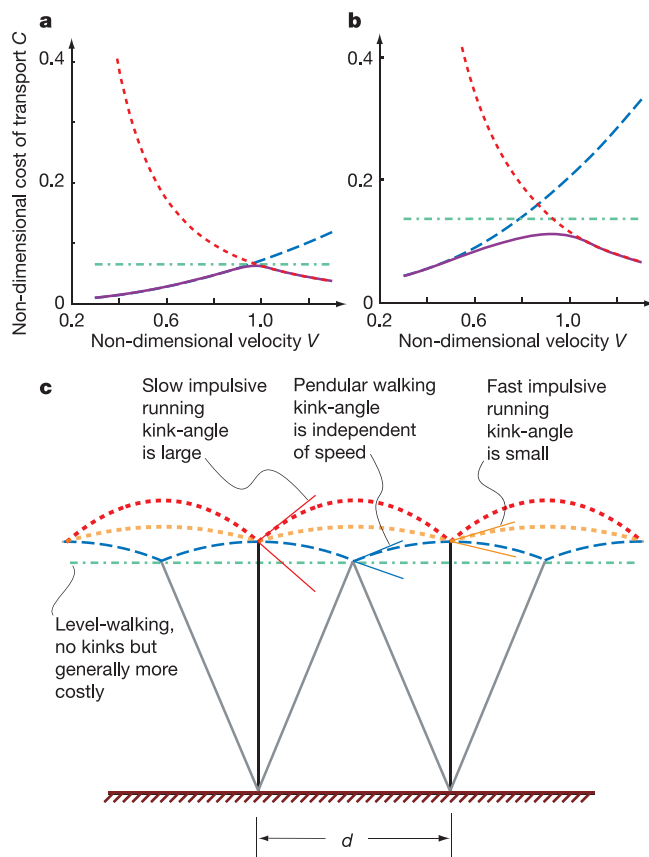 a
b
Non-dimensional cost of transport C
0.4
0.2
0
0.2
0.6
1.0
Non-dimensional velocity V
0.4
0.2
0
0.2
0.6
1.0
Non-dimensional velocity V
c
Slow impulsive
running
kink-angle
is large
Pendular walking
kink-angle
is independent
of speed
Fast impulsive
running
kink-angle
is small
Level-walking,
no kinks but
generally more
costly
d